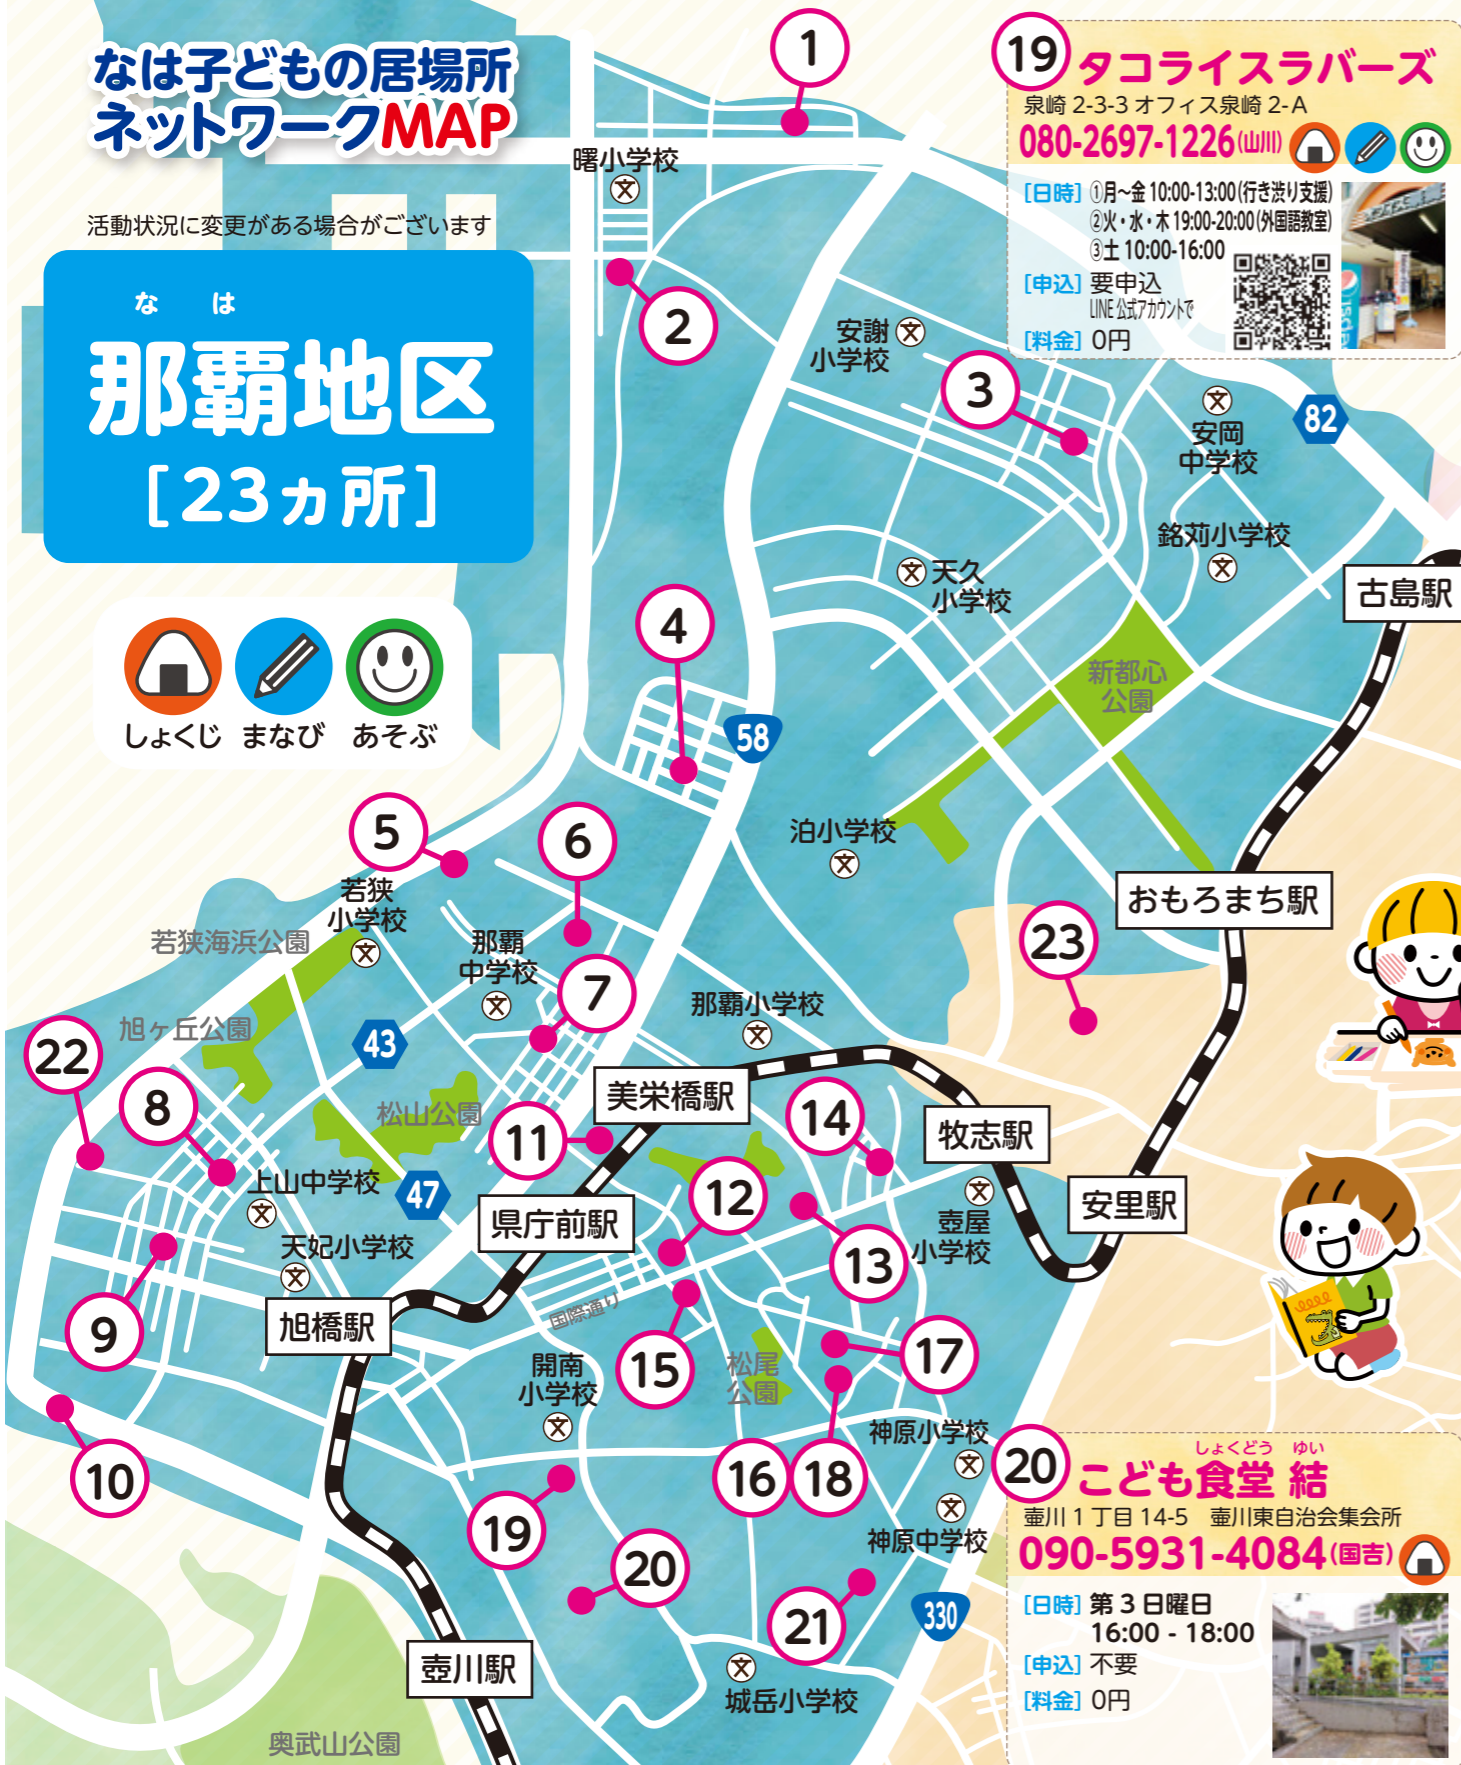 なは子どもの居場所
ネットワークMAP
活動状況に変更がある場合がございます
な は
那覇地区
[23ヵ所]
しょくじ まなび あそぶ
19 タコライスラバーズ
泉崎 2-3-3 オフィス泉崎 2-A
080-2697-1226(山川)
[日時] ①月~金 10:00-13:00(行き渋り支援)
②火・水・木 19:00-20:00(外国語教室)
③土 10:00-16:00
[申込] 要申込
LINE 公式アカウントで
[料金] 0円
1
曙小学校
文
2
安謝
小学校
文
3
文
安岡
中学校
82
銘苅小学校
文
文
天久
小学校
古島駅
4
新都心
公園
58
5
6
泊小学校
文
おもろまち駅
若狭
小学校
文
若狭海浜公園
那覇
中学校
文
23
7
那覇小学校
文
旭ヶ丘公園
43
22
8
松山公園
美栄橋駅
11
14
牧志駅
上山中学校
文
47
12
県庁前駅
文
壺屋
小学校
安里駅
天妃小学校
文
13
9
旭橋駅
国際通り
15
松尾
公園
17
開南
小学校
文
神原小学校
文
10
16
18
19
文
神原中学校
20
21
330
壺川駅
文
城岳小学校
奥武山公園
しょくどう ゆい
20 こども食堂 結
壺川 1 丁目 14-5 壺川東自治会集会所
090-5931-4084(国吉)
[日時] 第 3 日曜日
16:00 - 18:00
[申込] 不要
[料金] 0円